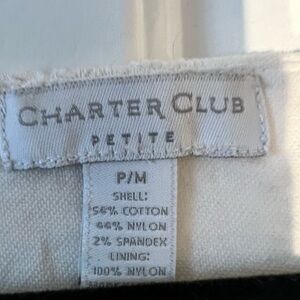 CHARTER CLUB
PETITE
P/M
SHELL:
54% COTTON
44% NYLON
2% SPANDEX
LINING:
100% NYLON